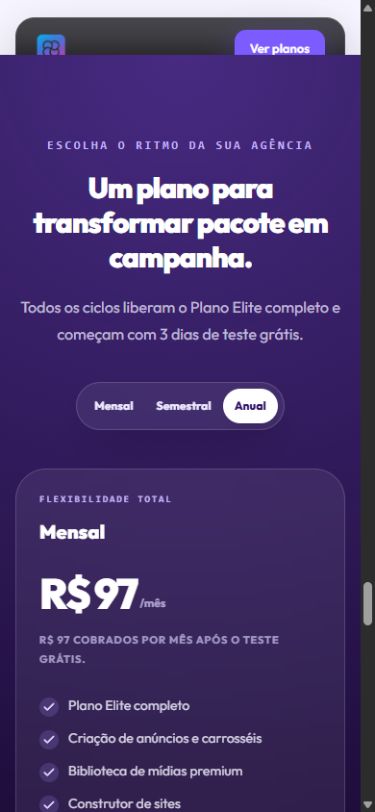 Ver planos
ESCOLHA O RITMO DA SUA AGÊNCIA
Um plano para
transformar pacote em
campanha.
Todos os ciclos liberam o Plano Elite completo e
começam com 3 dias de teste grátis.
Mensal Semestral Anual
FLEXIBILIDADE TOTAL
Mensal
R$ 97 /mês
R$ 97 COBRADOS POR MÊS APÓS O TESTE
GRÁTIS.
Plano Elite completo
Criação de anúncios e carrosséis
Biblioteca de mídias premium
Construtor de sites